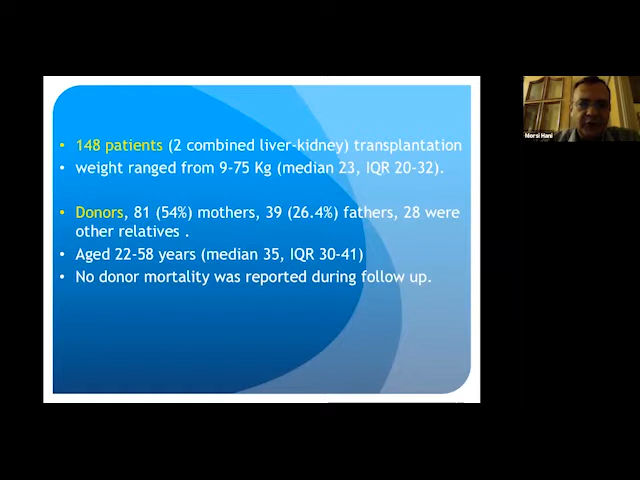 • 148 patients (2 combined liver-kidney) transplantation
• weight ranged from 9-75 Kg (median 23, IQR 20-32).
• Donors, 81 (54%) mothers, 39 (26.4%) fathers, 28 were
other relatives .
• Aged 22-58 years (median 35, IQR 30-41)
• No donor mortality was reported during follow up.
Morsi Hani